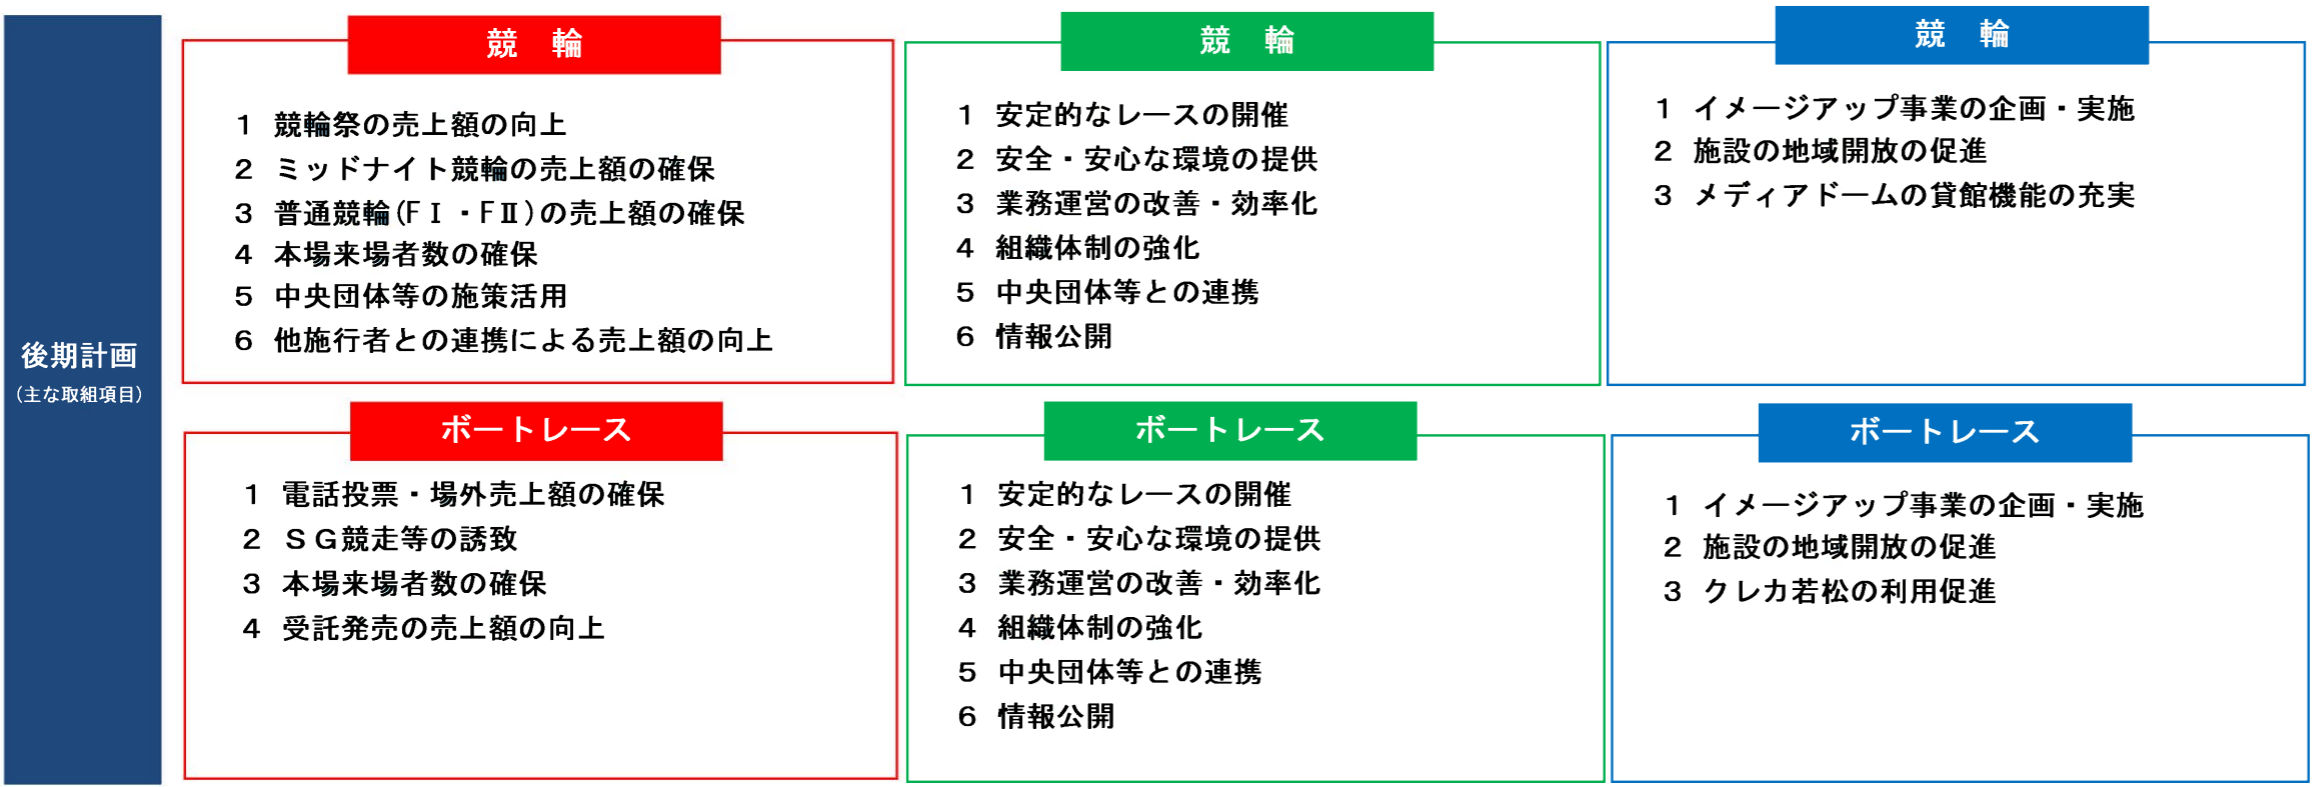 後期計画
(主な取組項目)
競　輪
1 競輪祭の売上額の向上
2 ミッドナイト競輪の売上額の確保
3 普通競輪(FⅠ・FⅡ)の売上額の確保
4 本場来場者数の確保
5 中央団体等の施策活用
6 他施行者との連携による売上額の向上
競　輪
1 安定的なレースの開催
2 安全・安心な環境の提供
3 業務運営の改善・効率化
4 組織体制の強化
5 中央団体等との連携
6 情報公開
競　輪
1 イメージアップ事業の企画・実施
2 施設の地域開放の促進
3 メディアドームの貸館機能の充実
ボートレース
1 電話投票・場外売上額の確保
2 ＳＧ競走等の誘致
3 本場来場者数の確保
4 受託発売の売上額の向上
ボートレース
1 安定的なレースの開催
2 安全・安心な環境の提供
3 業務運営の改善・効率化
4 組織体制の強化
5 中央団体等との連携
6 情報公開
ボートレース
1 イメージアップ事業の企画・実施
2 施設の地域開放の促進
3 クレカ若松の利用促進